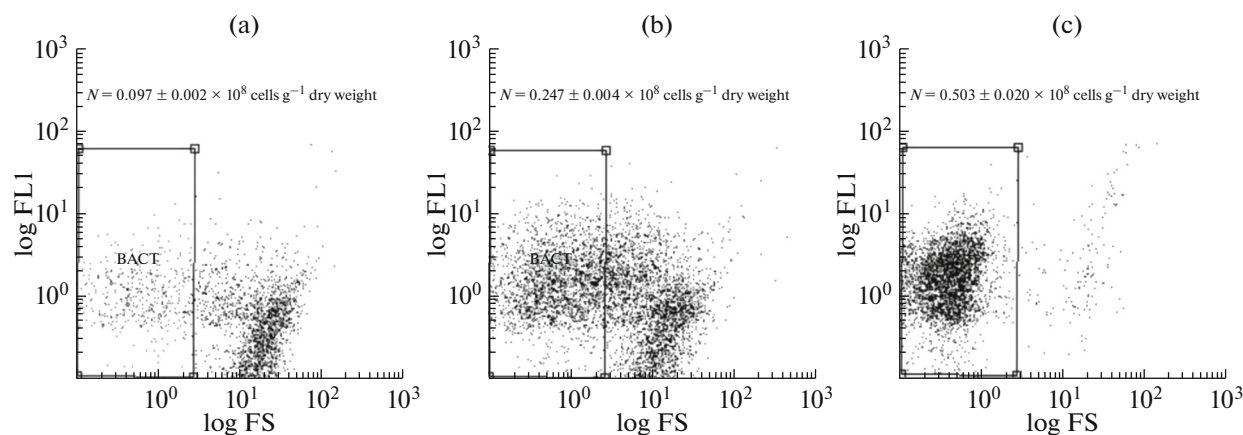 (a)
10³
N = 0.097 ± 0.002 × 10⁸ cells g⁻¹ dry weight
10²
10¹
BACT
10⁰
log FL1
10⁰ 10¹ 10² 10³
log FS
(b)
10³
N = 0.247 ± 0.004 × 10⁸ cells g⁻¹ dry weight
10²
10¹
BACT
10⁰
log FL1
10⁰ 10¹ 10² 10³
log FS
(c)
10³
N = 0.503 ± 0.020 × 10⁸ cells g⁻¹ dry weight
10²
10¹
10⁰
log FL1
10⁰ 10¹ 10² 10³
log FS